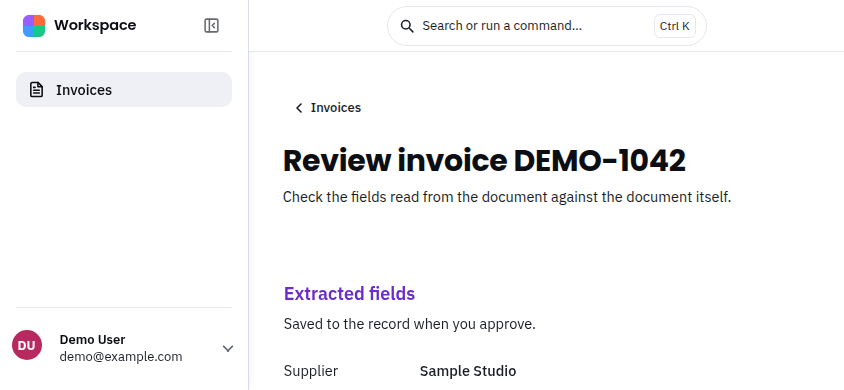 Workspace
Search or run a command...
Ctrl K
Invoices
Invoices
Review invoice DEMO-1042
Check the fields read from the document against the document itself.
Extracted fields
Saved to the record when you approve.
Supplier Sample Studio
DU
Demo User
demo@example.com